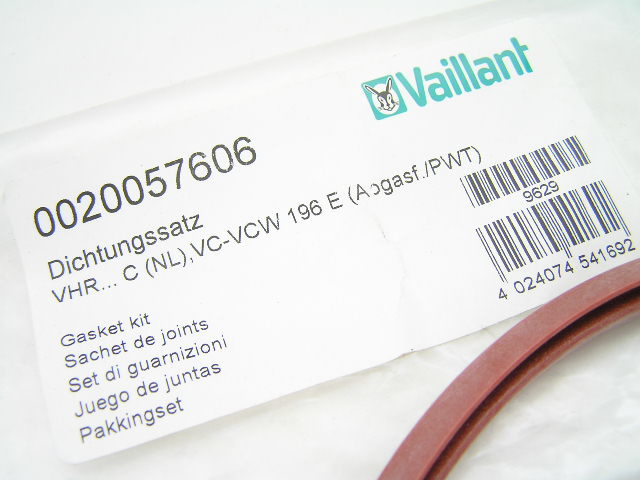 Vaillant
0020057606
Dichtungssatz
VHR... C (NL),VC-VCW 196 E (Abgasf./PWT)
9629
4 024074 541692
Gasket kit
Sachet de joints
Set di guarnizioni
Juego de juntas
Pakkingset